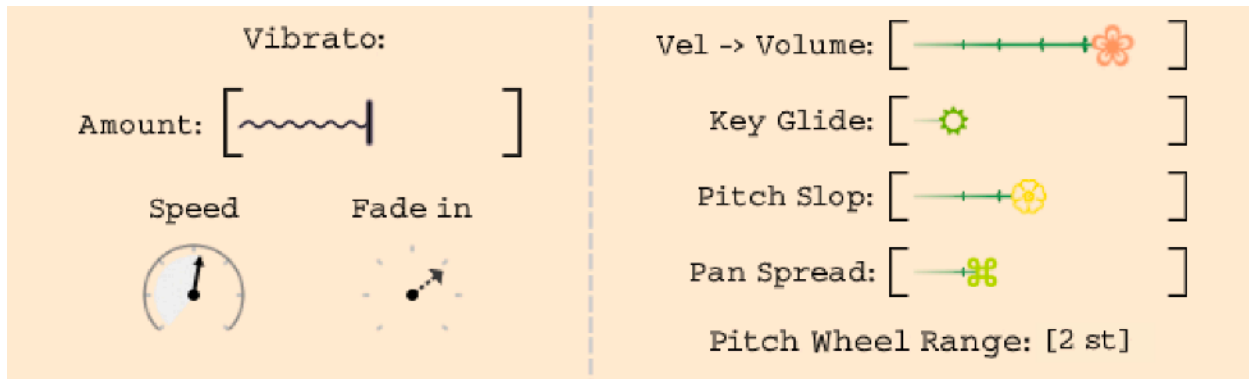 Vibrato:
Amount:
Speed
Fade in
Vel -> Volume:
Key Glide:
Pitch Slop:
Pan Spread:
Pitch Wheel Range: [2 st]